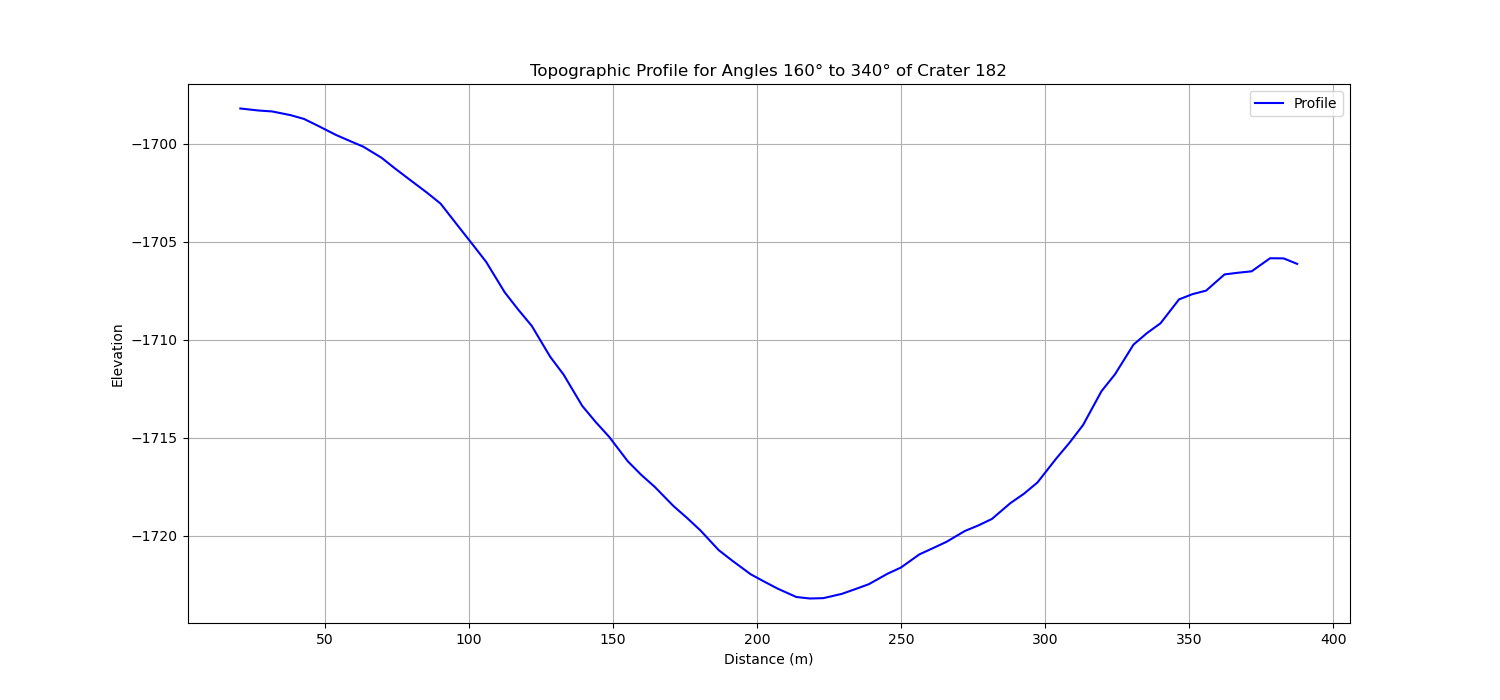 Topographic Profile for Angles 160° to 340° of Crater 182
Profile
−1700
−1705
−1710
−1715
−1720
Elevation
50 100 150 200 250 300 350 400
Distance (m)